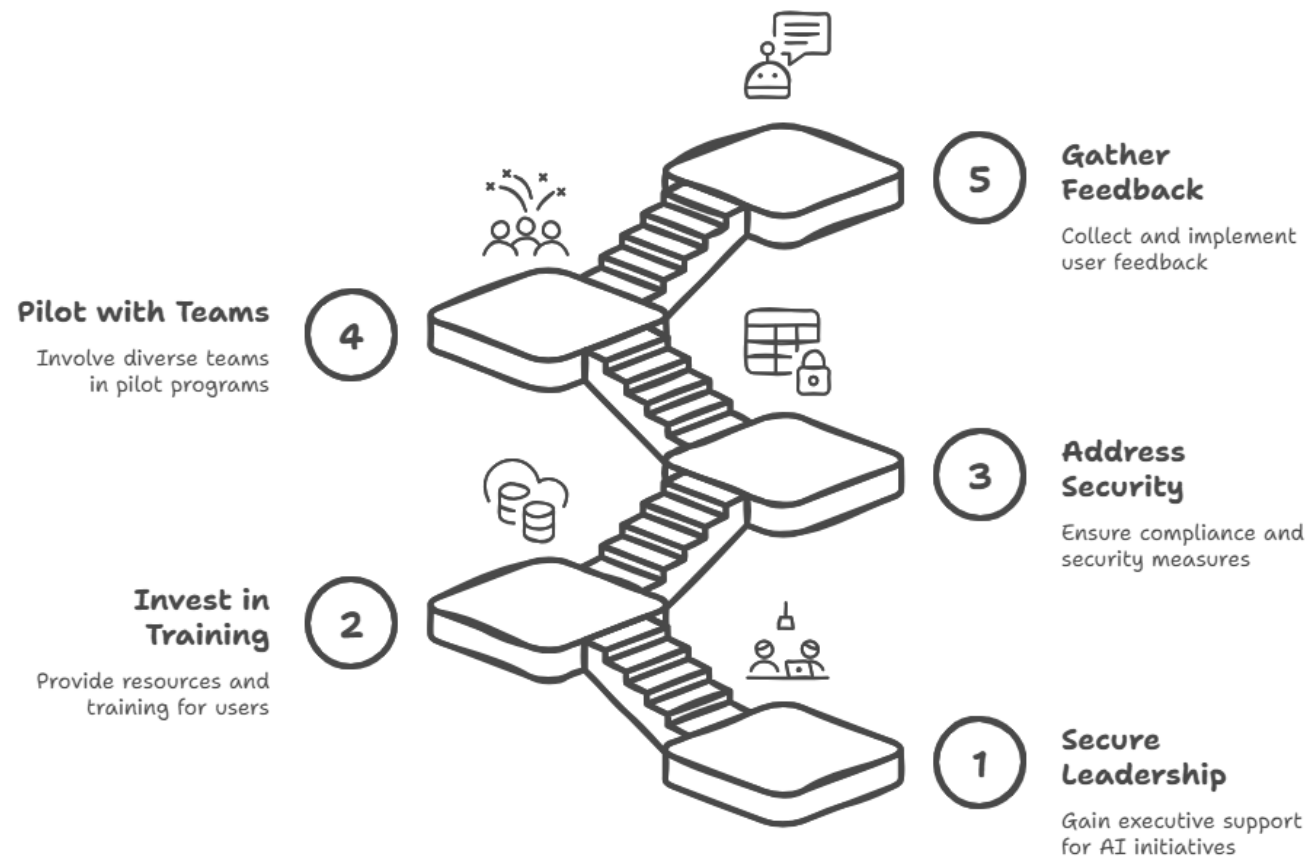 5
Gather
Feedback
Collect and implement
user feedback
Pilot with Teams
4
Involve diverse teams
in pilot programs
3
Address
Security
Ensure compliance and
security measures
Invest in
Training
2
Provide resources and
training for users
1
Secure
Leadership
Gain executive support
for AI initiatives